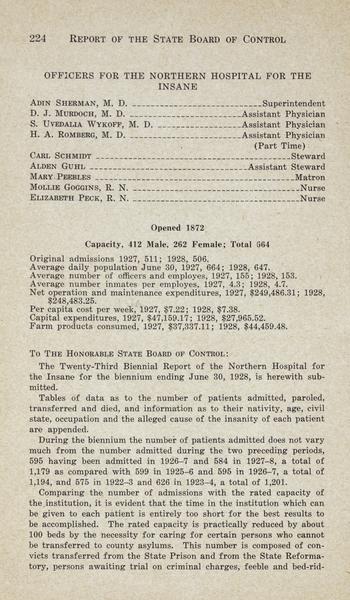 224 REPORT OF THE STATE BOARD OF CONTROL
OFFICERS FOR THE NORTHERN HOSPITAL FOR THE
INSANE
ADIN SHERMAN, M. D. Superintendent
D. J. MURDOCH, M. D. Assistant Physician
S. UVEDALIA WYKOFF, M. D. Assistant Physician
H. A. ROMBERG, M. D. Assistant Physician
(Part Time)
CARL SCHMIDT Steward
ALDEN GUHL Assistant Steward
MARY PEEBLES Matron
MOLLIE GOGGINS, R. N. Nurse
ELIZABETH PECK, R. N. Nurse
Opened 1872
Capacity, 412 Male, 262 Female; Total 564
Original admissions 1927, 511; 1928, 506.
Average daily population June 30, 1927, 664; 1928, 647.
Average number of officers and employes, 1927, 155; 1928, 153.
Average number inmates per employes, 1927, 4.3; 1928, 4.7.
Net operation and maintenance expenditures, 1927, $249,486.31; 1928,
$248,483.25.
Per capita cost per week, 1927, $7.22; 1928, $7.38.
Capital expenditures, 1927, $47,159.17; 1928, $27,965.52.
Farm products consumed, 1927, $37,337.11; 1928, $44,459.48.
TO THE HONORABLE STATE BOARD OF CONTROL:
The Twenty-Third Biennial Report of the Northern Hospital for
the Insane for the biennium ending June 30, 1928, is herewith sub-
mitted.
Tables of data as to the number of patients admitted, paroled,
transferred and died, and information as to their nativity, age, civil
state, occupation and the alleged cause of the insanity of each patient
are appended.
During the biennium the number of patients admitted does not vary
much from the number admitted during the two preceding periods,
595 having been admitted in 1926-7 and 584 in 1927-8, a total of
1,179 as compared with 599 in 1925-6 and 595 in 1926-7, a total of
1,194, and 575 in 1922-3 and 626 in 1923-4, a total of 1,201.
Comparing the number of admissions with the rated capacity of
the institution, it is evident that the time in the institution which can
be given to each patient is entirely too short for the best results to
be accomplished. The rated capacity is practically reduced by about
100 beds by the necessity for caring for certain persons who cannot
be transferred to county asylums. This number is composed of con-
victs transferred from the State Prison and from the State Reforma-
tory, persons awaiting trial on criminal charges, feeble and bed-rid-